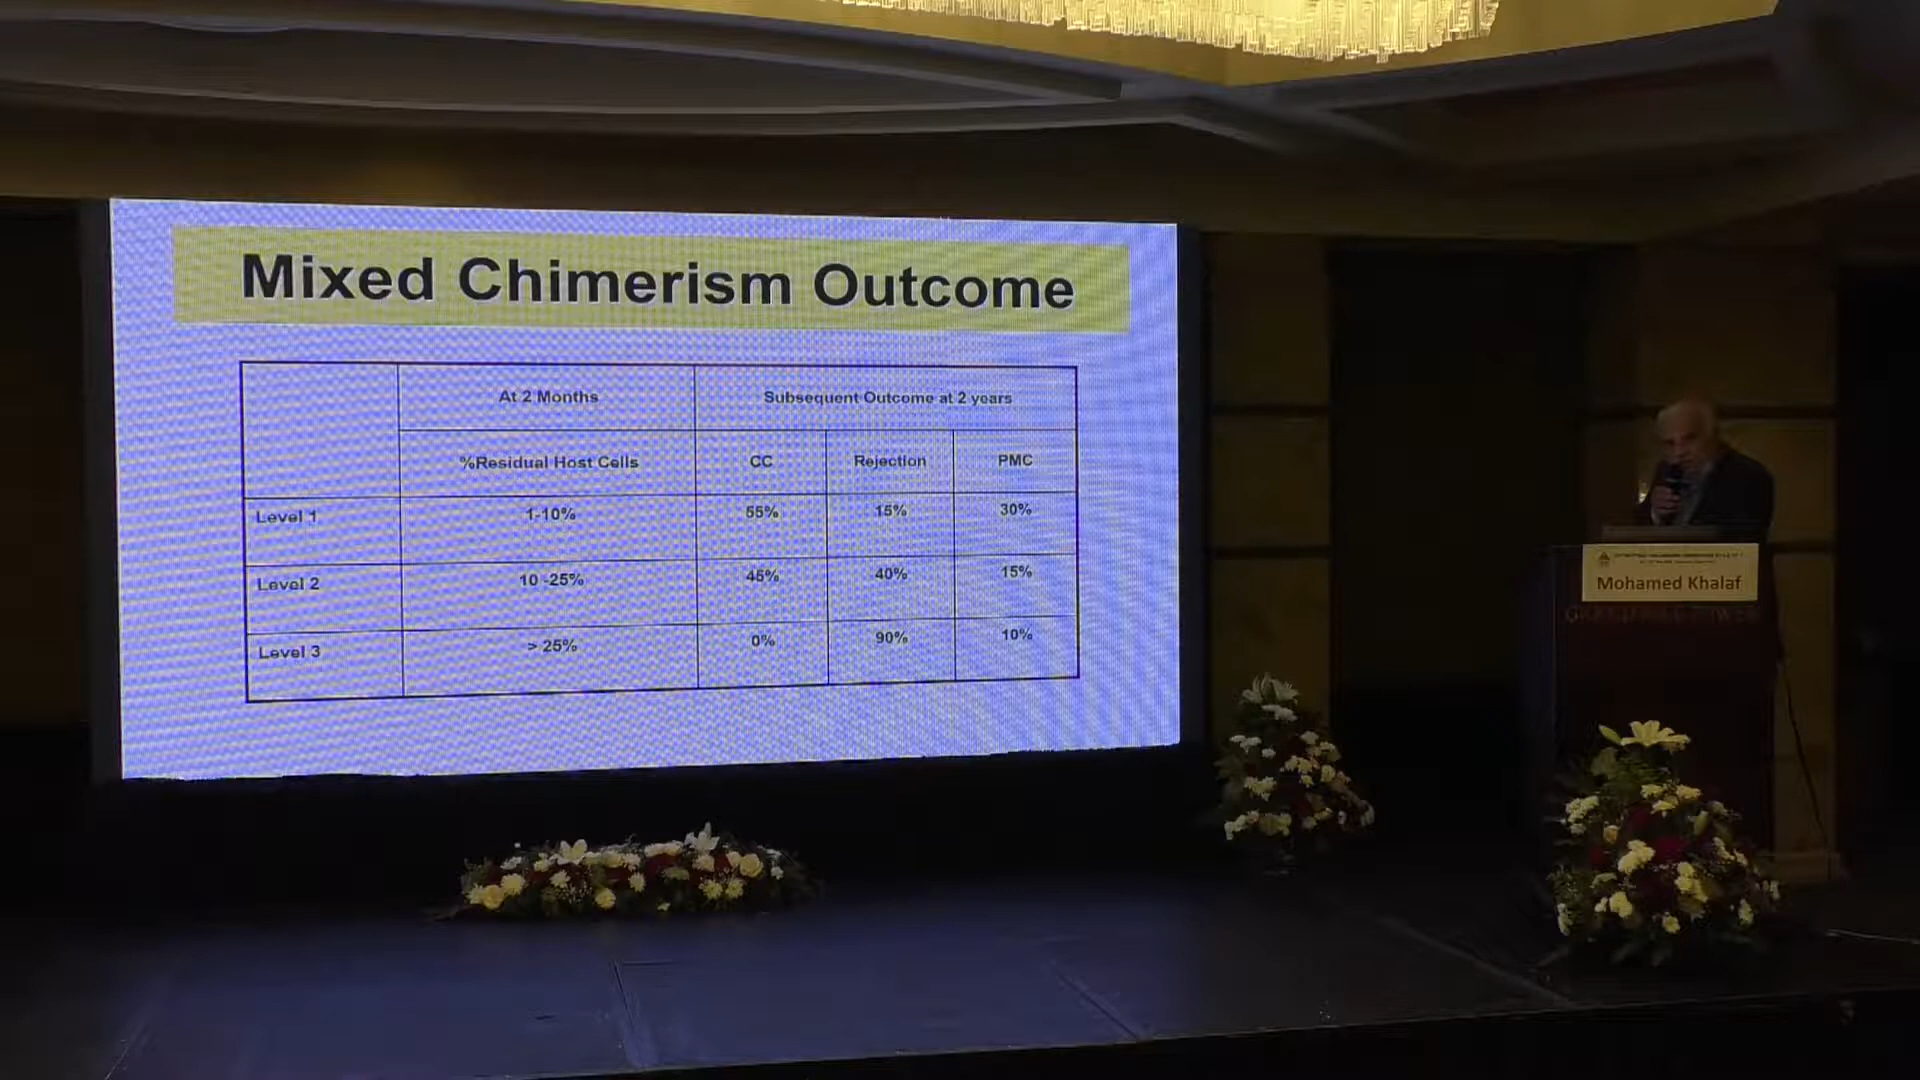 Mixed Chimerism Outcome
At 2 Months Subsequent Outcome at 2 years
%Residual Host Cells CC Rejection PMC
Level 1 1-10% 55% 15% 30%
Level 2 10 -25% 45% 40% 15%
Level 3 > 25% 0% 90% 10%
Mohamed Khalaf